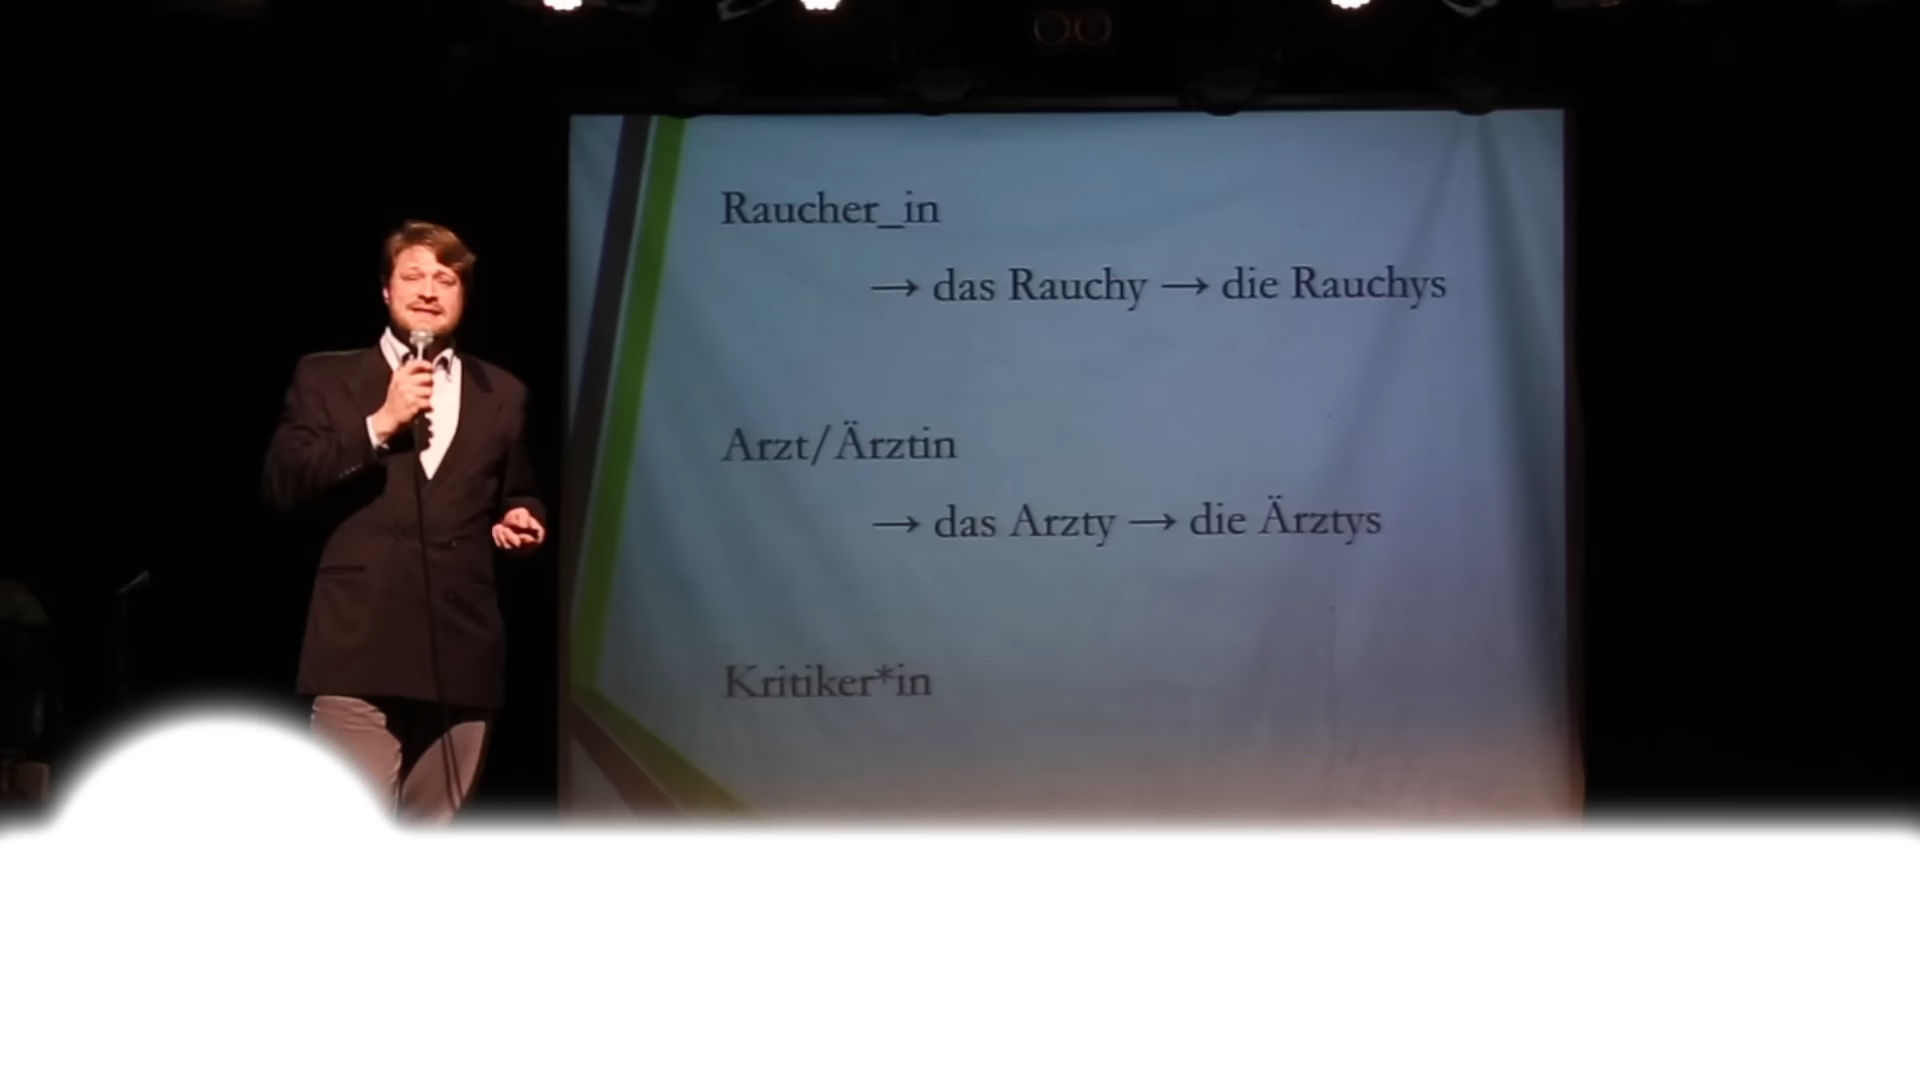 Raucher_in
→ das Rauchy → die Rauchys
Arzt/Ärztin
→ das Arzty → die Ärztys
Kritiker*in